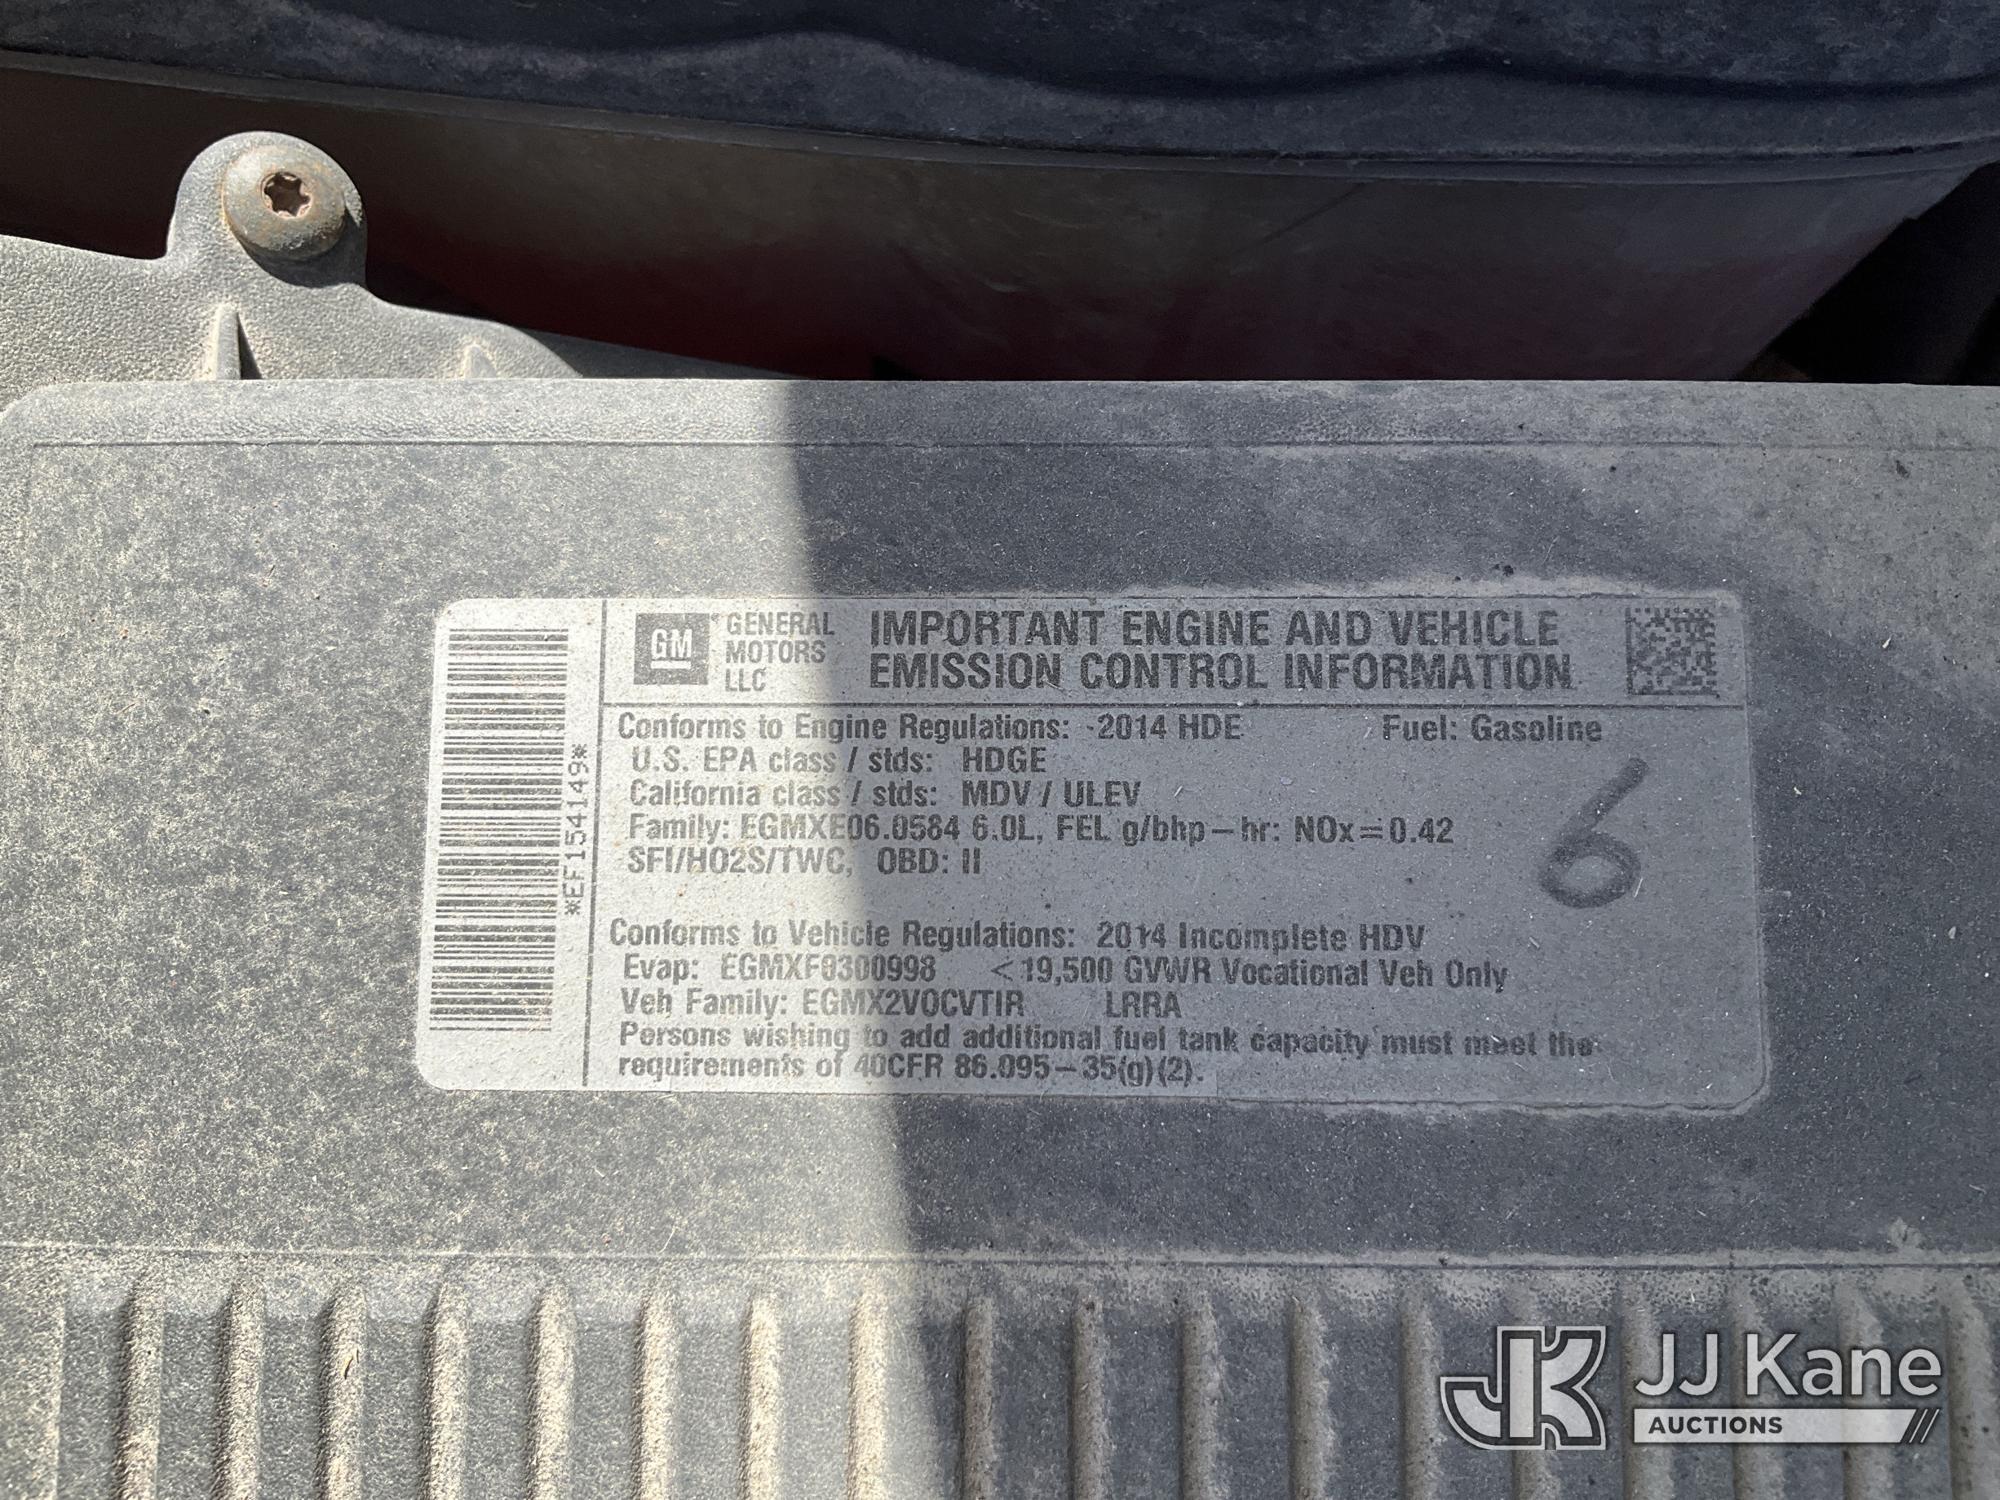 *EF154149*
GM
GENERAL
MOTORS
LLC
IMPORTANT ENGINE AND VEHICLE
EMISSION CONTROL INFORMATION
Conforms to Engine Regulations: 2014 HDE Fuel: Gasoline
U.S. EPA class / stds: HDGE
California class / stds: MDV / ULEV
Family: EGMXE06.0584 6.0L, FEL g/bhp-hr: NOx=0.42
SFI/HO2S/TWC, OBD: II
6
Conforms to Vehicle Regulations: 2014 Incomplete HDV
Evap: EGMXF0300998 <19,500 GVWR Vocational Veh Only
Veh Family: EGMX2VOCVTIR LRRA
Persons wishing to add additional fuel tank capacity must meet the
requirements of 40CFR 86.095-35(g)(2).
JK JJ Kane
AUCTIONS